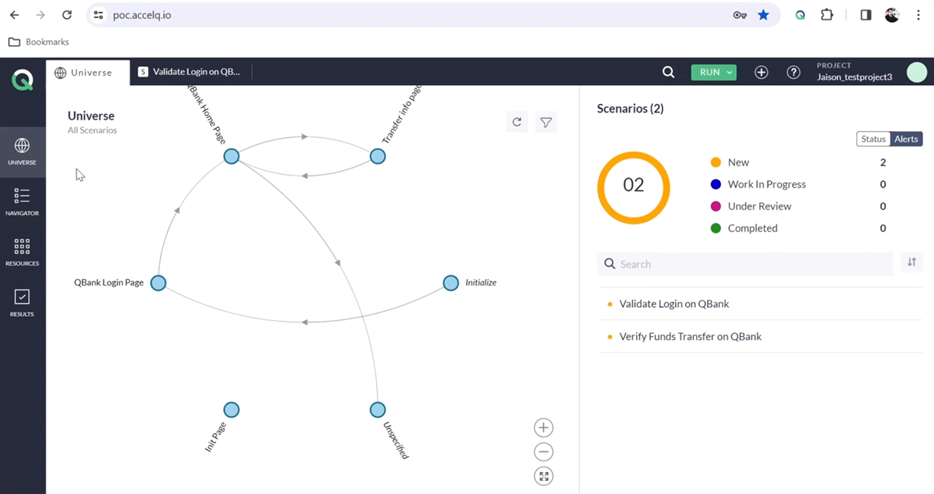 poc.accelq.io
Bookmarks
Universe
S Validate Login on QB...
RUN
PROJECT
Jaison_testproject3
UNIVERSE
NAVIGATOR
RESOURCES
RESULTS
Universe
All Scenarios
QBank Home Page
Transfer info page
QBank Login Page
Initialize
Init Page
Unspecified
Scenarios (2)
Status Alerts
02
New 2
Work In Progress 0
Under Review 0
Completed 0
Search
Validate Login on QBank
Verify Funds Transfer on QBank